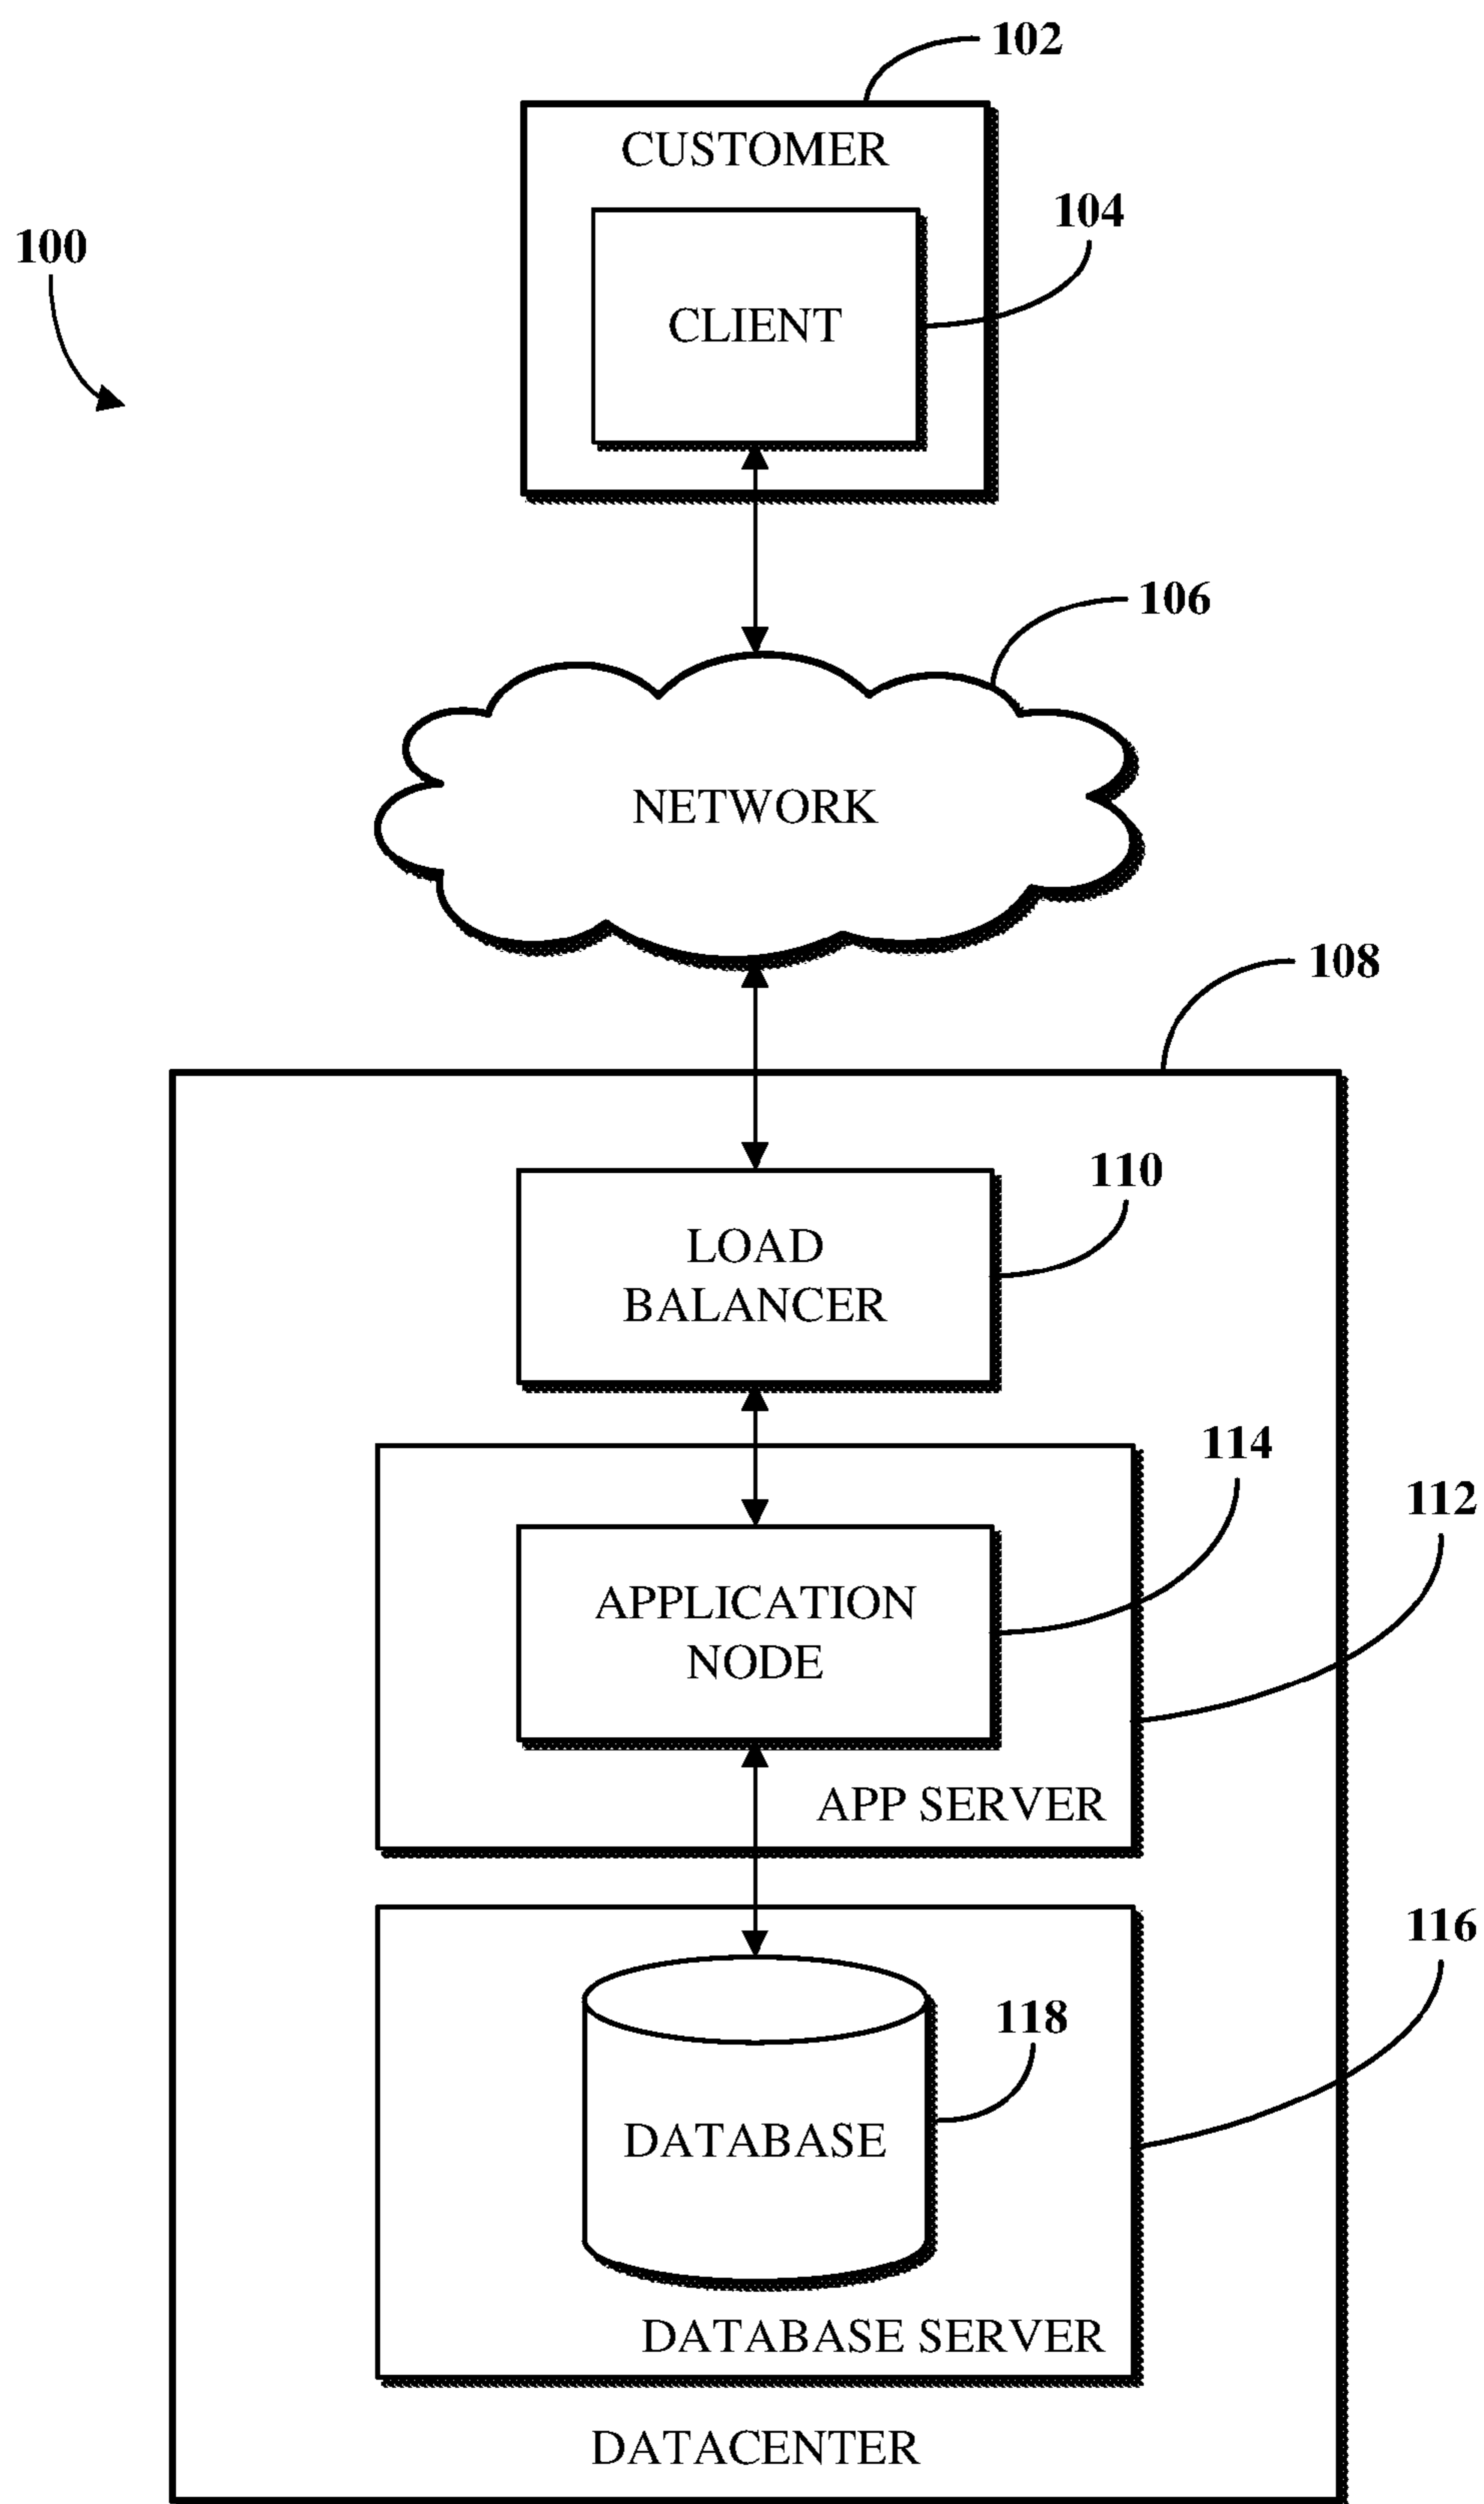 102
CUSTOMER
104
100
CLIENT
106
NETWORK
108
110
LOAD
BALANCER
114
112
APPLICATION
NODE
APP SERVER
116
118
DATABASE
DATABASE SERVER
DATACENTER